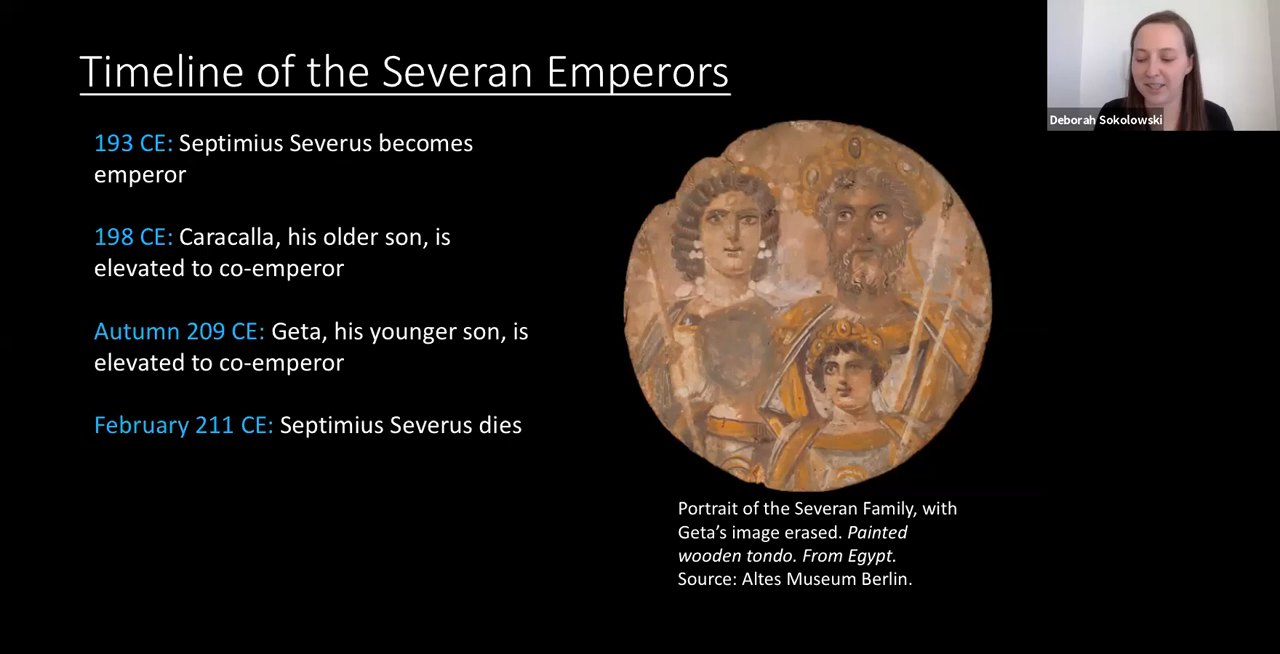 Timeline of the Severan Emperors
Deborah Sokolowski
193 CE: Septimius Severus becomes
emperor
198 CE: Caracalla, his older son, is
elevated to co-emperor
Autumn 209 CE: Geta, his younger son, is
elevated to co-emperor
February 211 CE: Septimius Severus dies
Portrait of the Severan Family, with
Geta’s image erased. Painted
wooden tondo. From Egypt.
Source: Altes Museum Berlin.